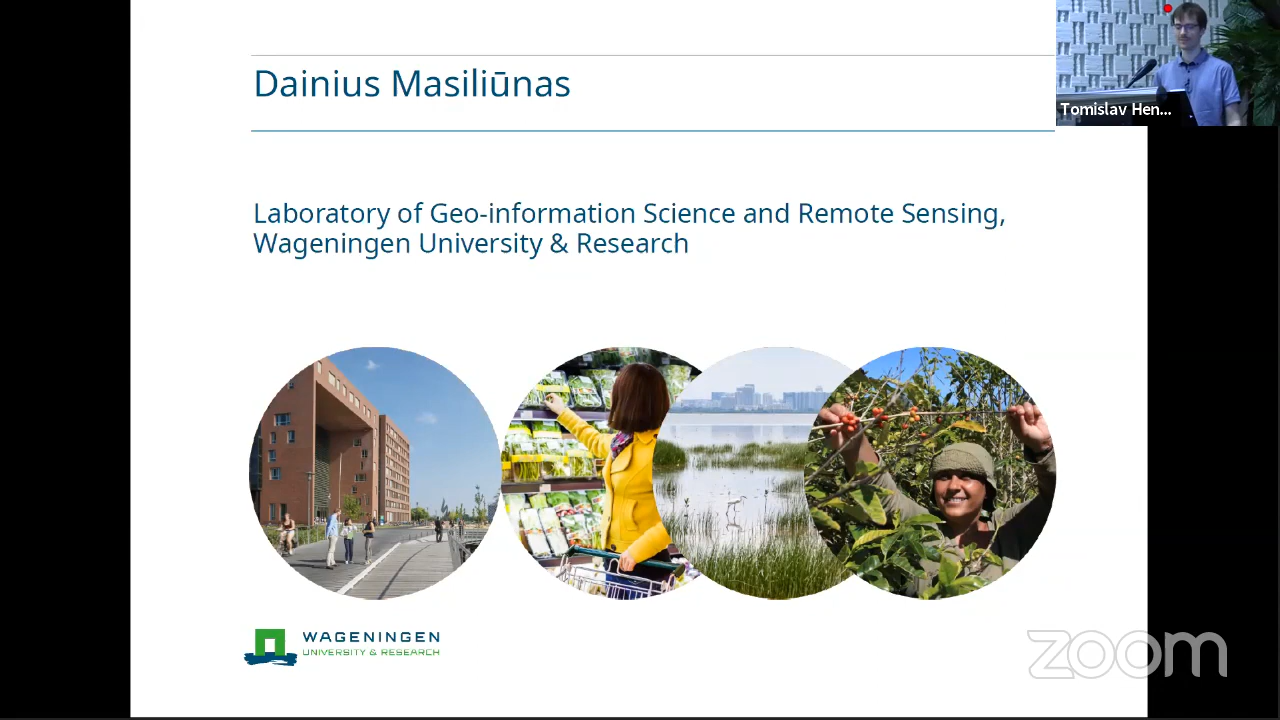 Dainius Masiliūnas
Tomislav Hen...
Laboratory of Geo-information Science and Remote Sensing,
Wageningen University & Research
WAGENINGEN
UNIVERSITY & RESEARCH
zoom